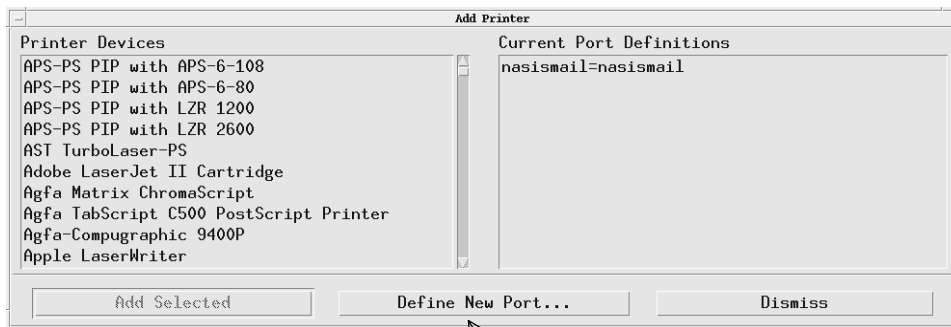 Add Printer
Printer Devices
APS-PS PIP with APS-6-108
APS-PS PIP with APS-6-80
APS-PS PIP with LZR 1200
APS-PS PIP with LZR 2600
AST TurboLaser-PS
Adobe LaserJet II Cartridge
Agfa Matrix ChromaScript
Agfa TabScript C500 PostScript Printer
Agfa-Compugraphic 9400P
Apple LaserWriter
Current Port Definitions
nasismail=nasismail
Add Selected
Define New Port...
Dismiss